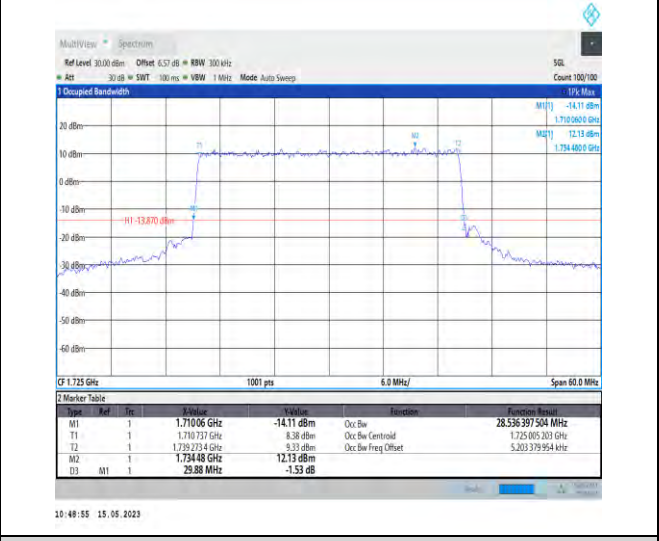 MultiView Spectrum
Ref Level 30.00 dBm Offset 6.57 dB RBW 300 kHz SGL
Att 30 dB SWT 100 ms VBW 1 MHz Mode Auto Sweep Count 100/100
1 Occupied Bandwidth 1Pk Max
M1[1] -14.11 dBm
1.710 060 0 GHz
M2[1] 12.13 dBm
1.734 480 0 GHz
20 dBm
T1 M2 T2
10 dBm
0 dBm
-10 dBm
H1 -13.870 dBm
-20 dBm
-30 dBm
-40 dBm
-50 dBm
-60 dBm
CF 1.725 GHz 1001 pts 6.0 MHz/ Span 60.0 MHz
2 Marker Table
Type Ref Trc X-Value Y-Value Function Function Result
M1 1 1.71006 GHz -14.11 dBm Occ Bw 28.536 397 504 MHz
T1 1 1.710 737 GHz 8.38 dBm Occ Bw Centroid 1.725 005 203 GHz
T2 1 1.739 273 4 GHz 9.33 dBm Occ Bw Freq Offset 5.203 379 954 kHz
M2 1 1.73448 GHz 12.13 dBm
D3 M1 1 29.88 MHz -1.53 dB
10:48:55 15.05.2023